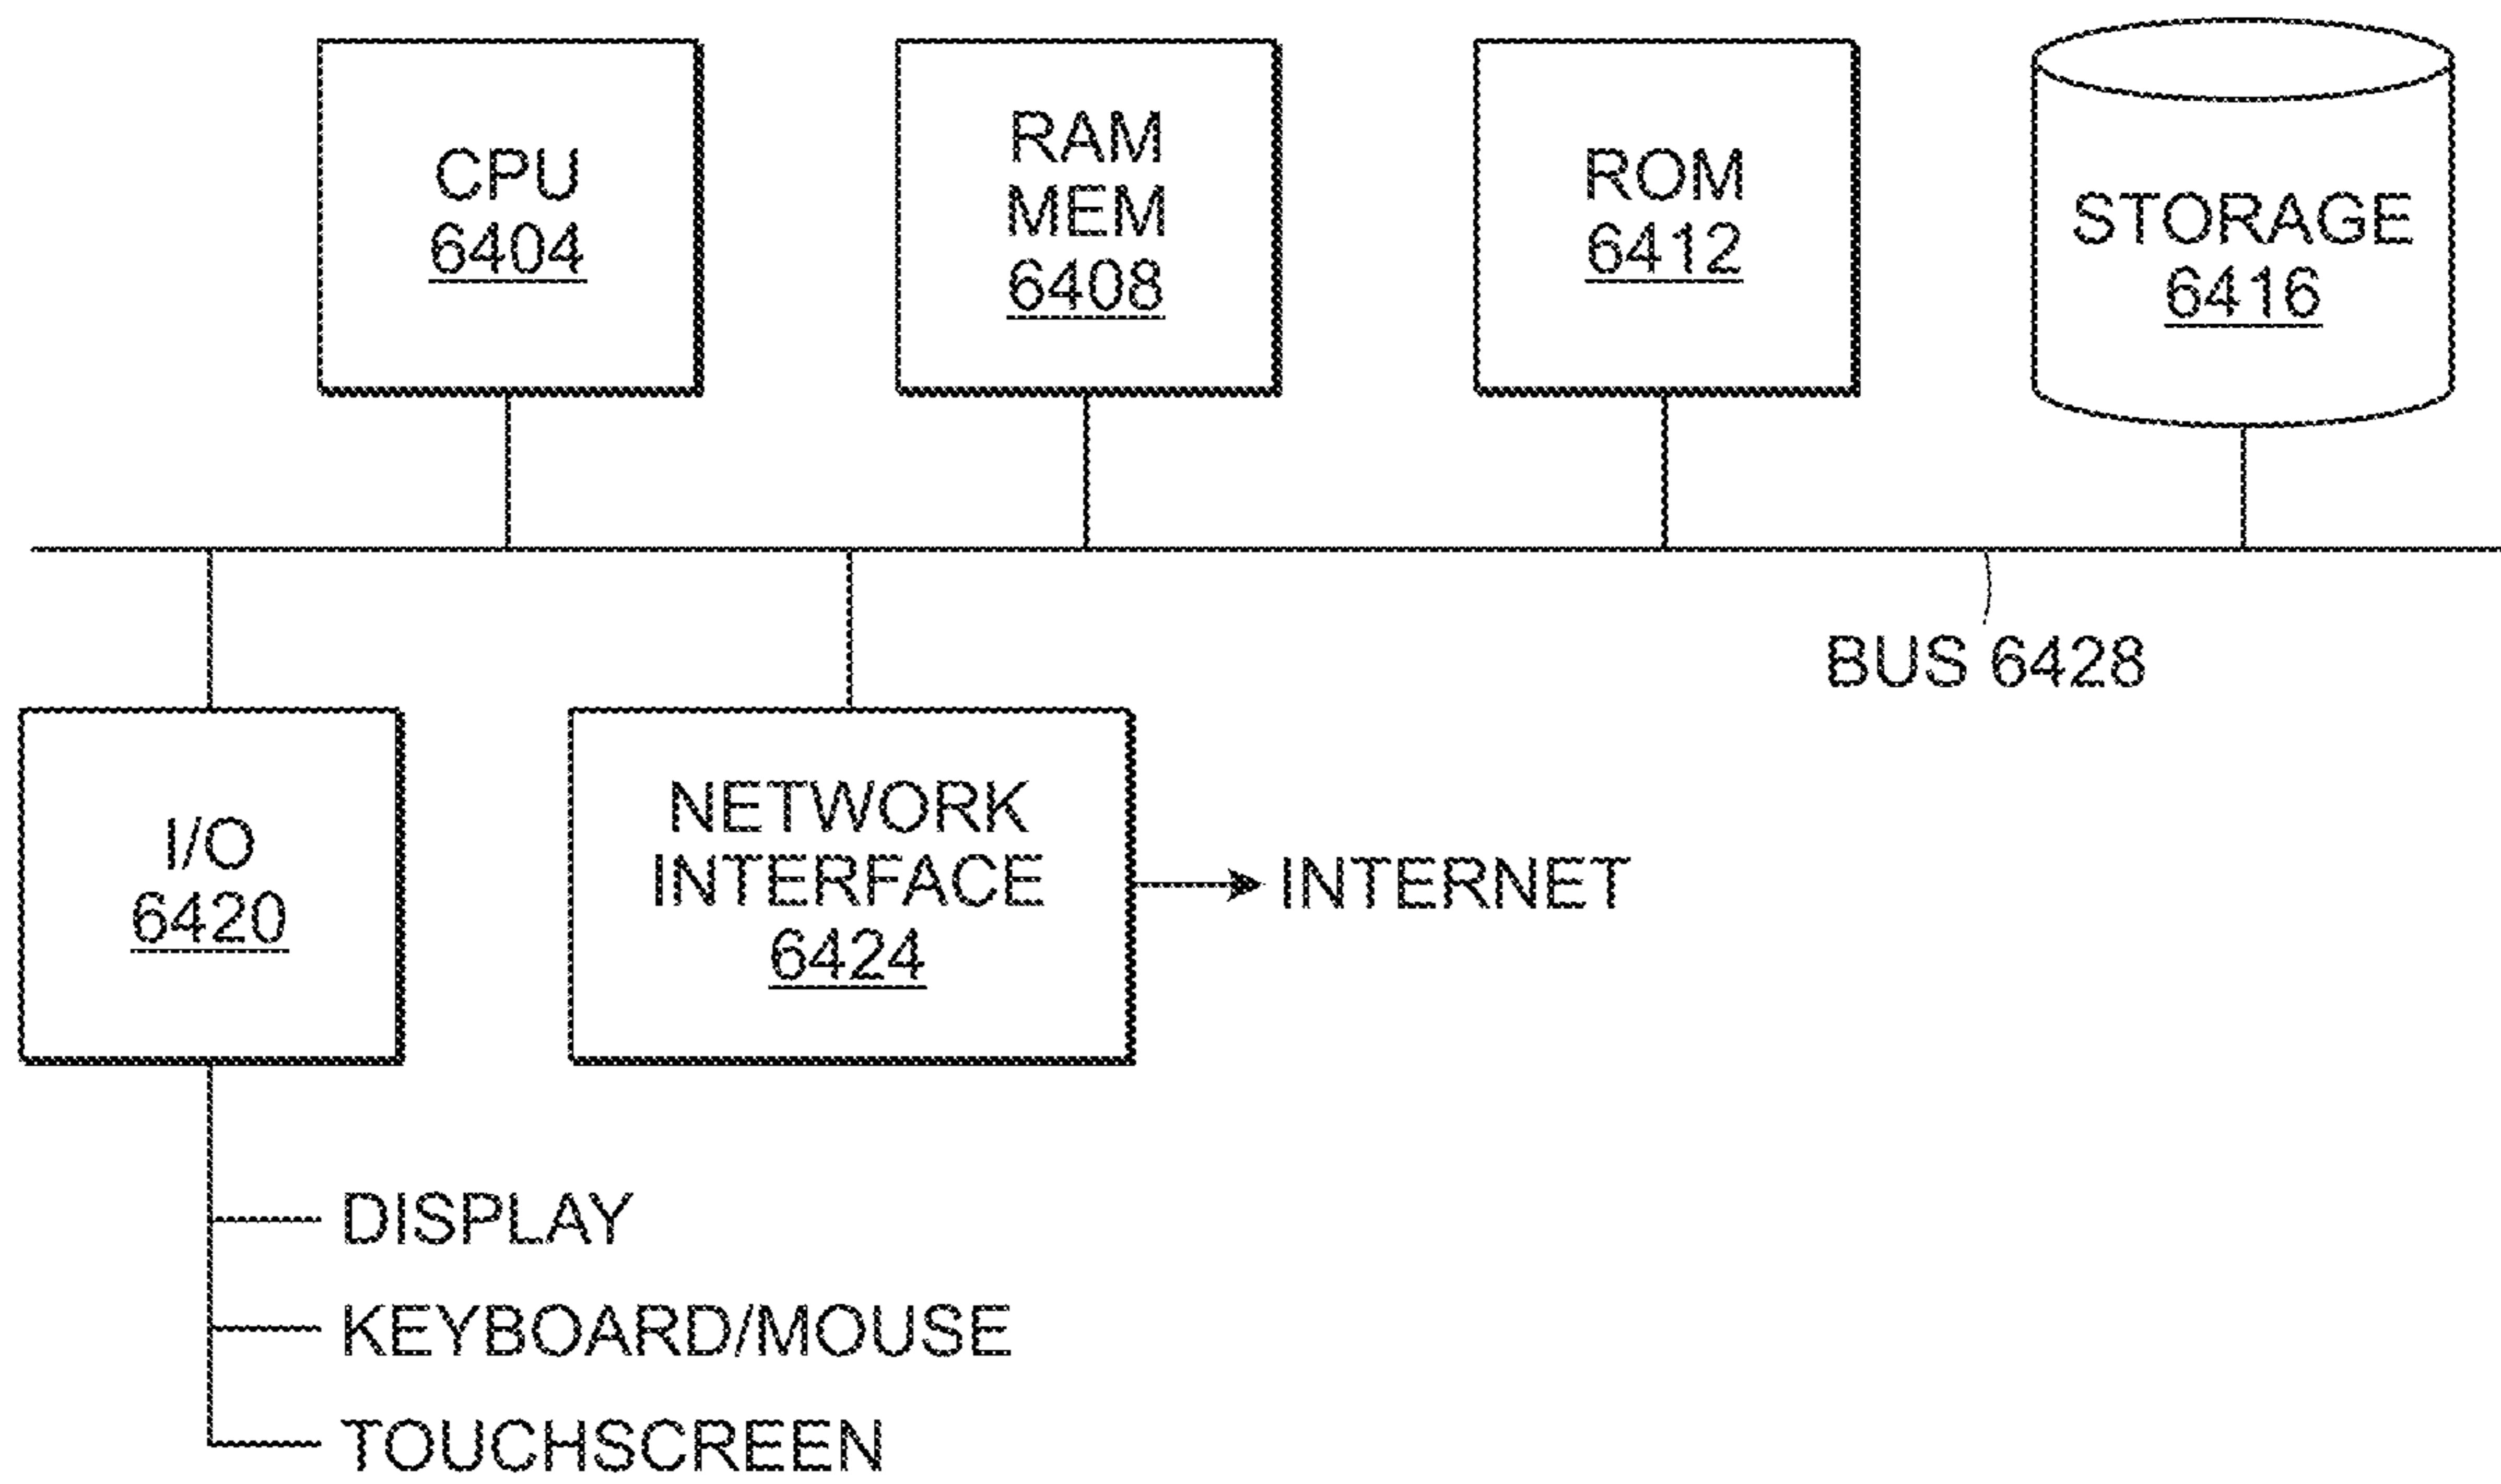 CPU
6404
RAM
MEM
6408
ROM
6412
STORAGE
6416
BUS 6428
I/O
6420
NETWORK
INTERFACE
6424
INTERNET
DISPLAY
KEYBOARD/MOUSE
TOUCHSCREEN